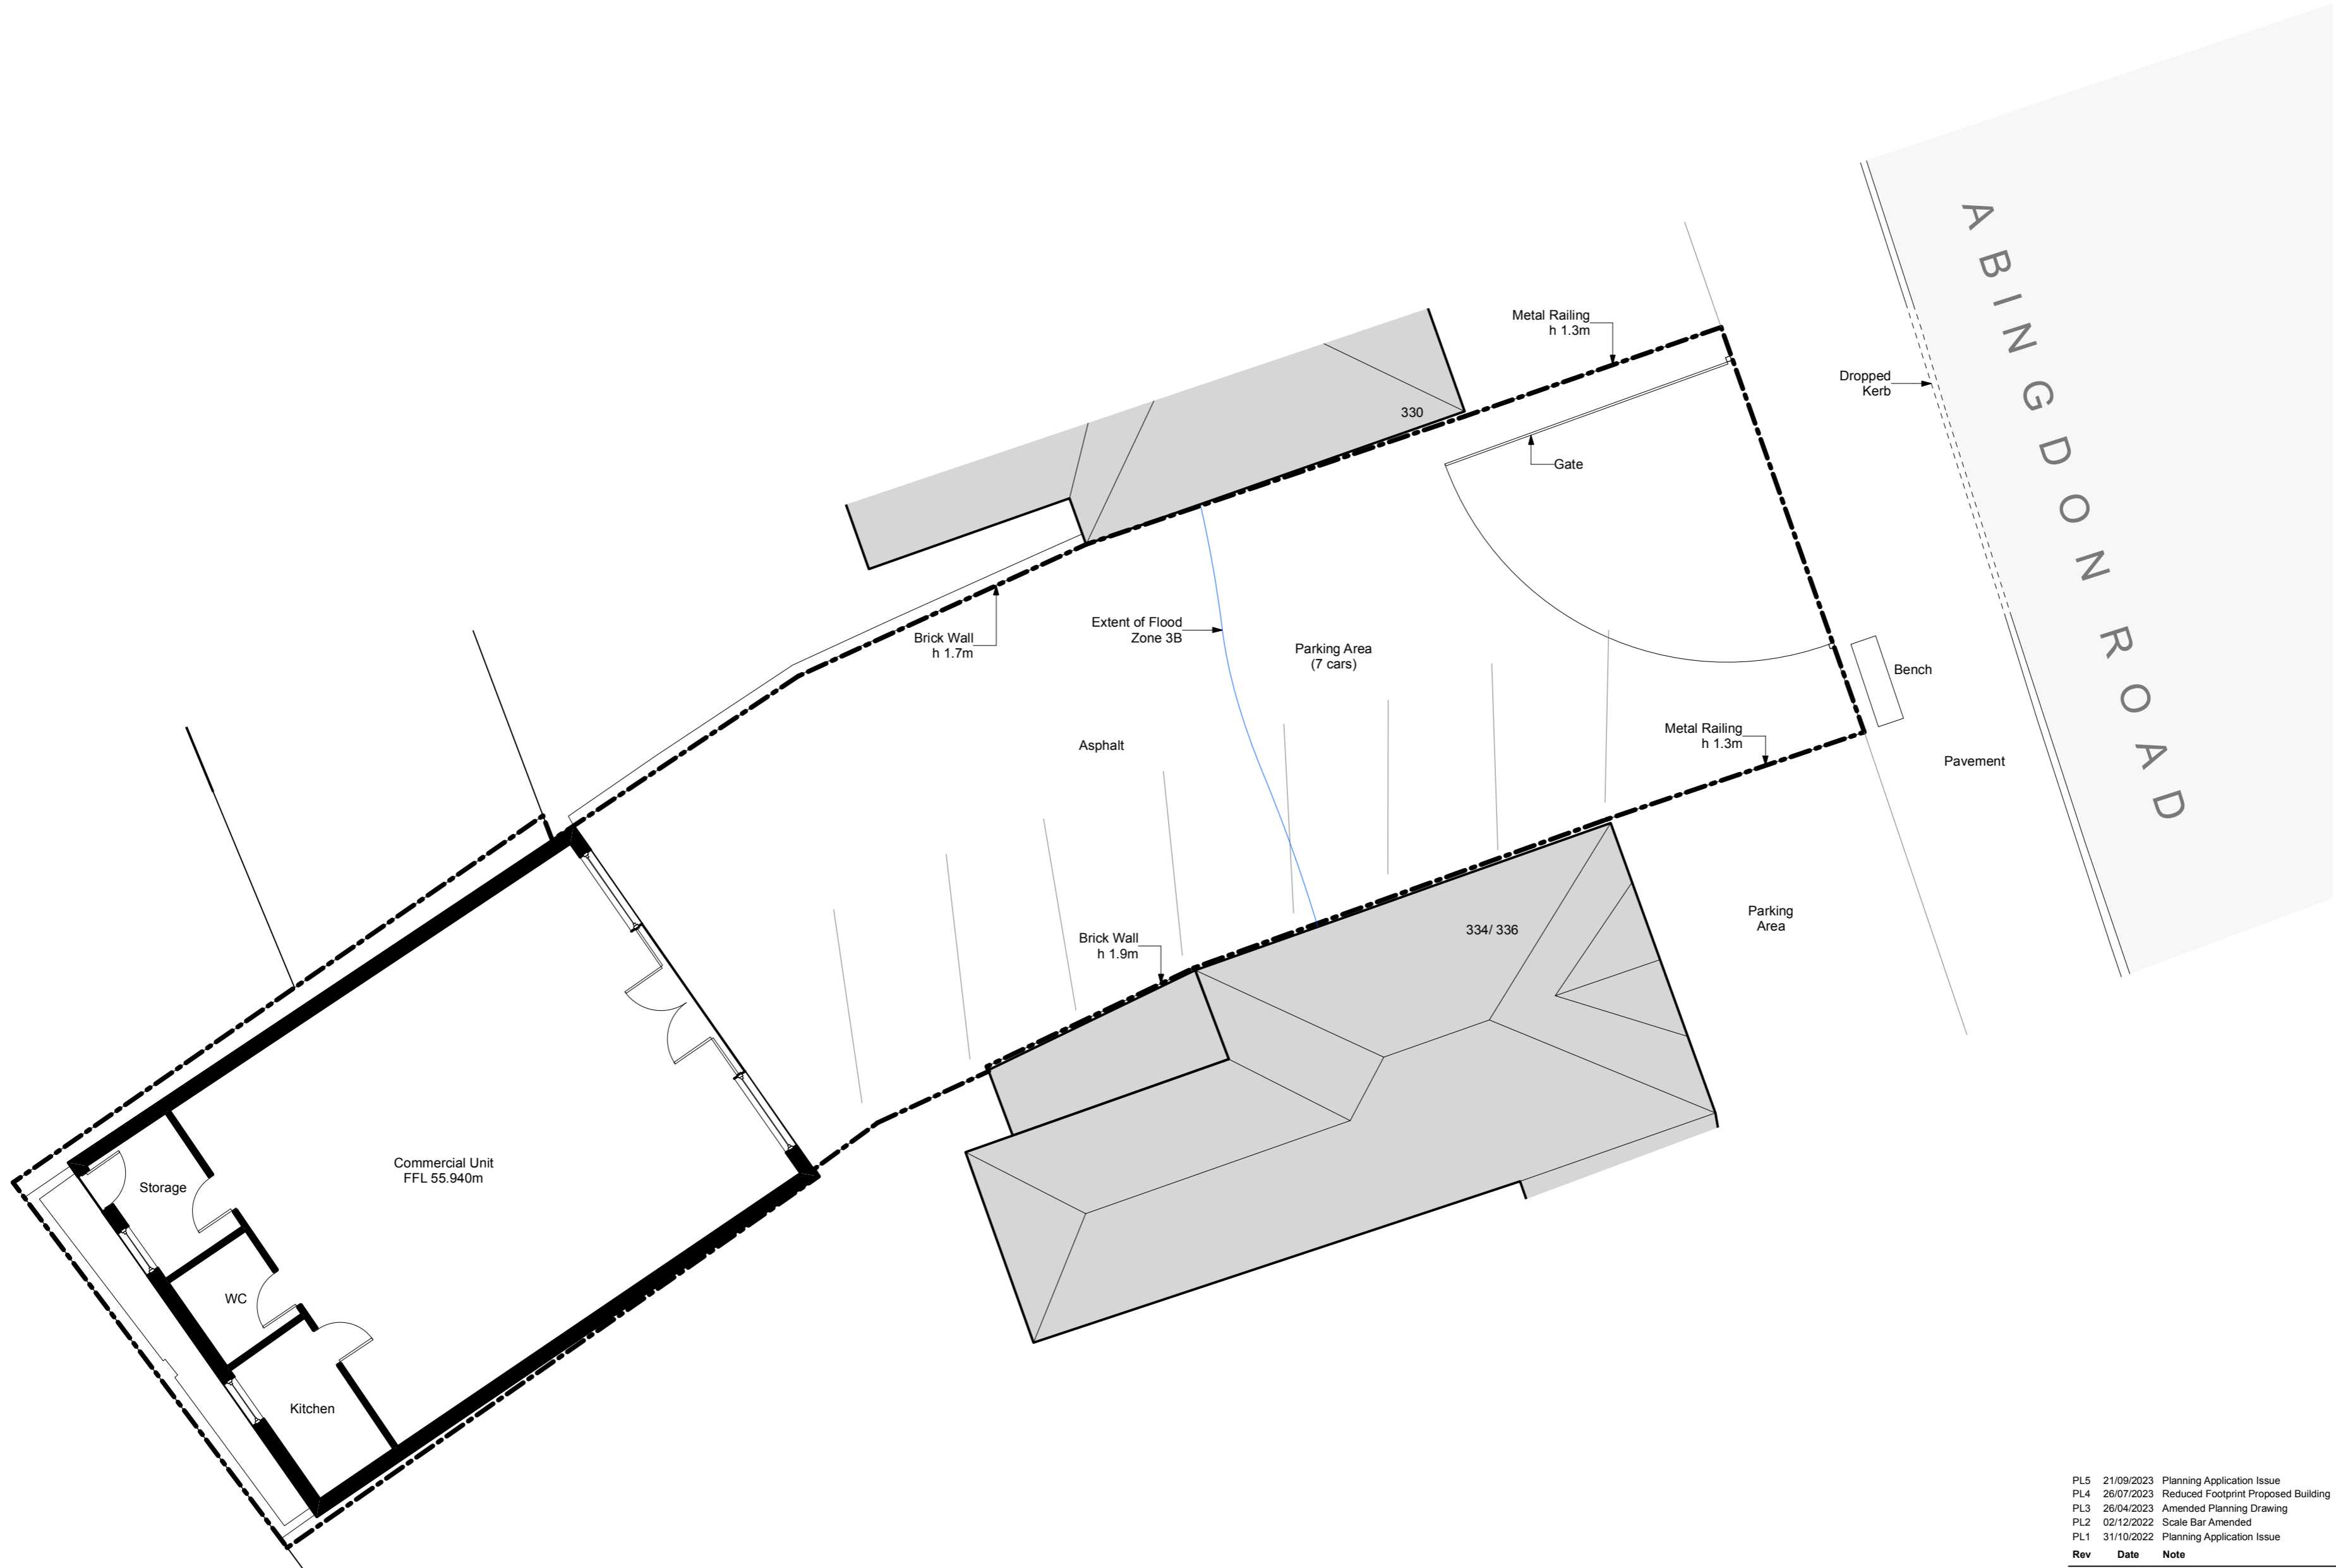 ABINGDON ROAD
Metal Railing
h 1.3m
Dropped
Kerb
330
Gate
Brick Wall
h 1.7m
Extent of Flood
Zone 3B
Parking Area
(7 cars)
Bench
Asphalt
Metal Railing
h 1.3m
Pavement
Parking
Area
Brick Wall
h 1.9m
334/ 336
Commercial Unit
FFL 55.940m
Storage
WC
Kitchen
PL5 21/09/2023 Planning Application Issue
PL4 26/07/2023 Reduced Footprint Proposed Building
PL3 26/04/2023 Amended Planning Drawing
PL2 02/12/2022 Scale Bar Amended
PL1 31/10/2022 Planning Application Issue
Rev Date Note